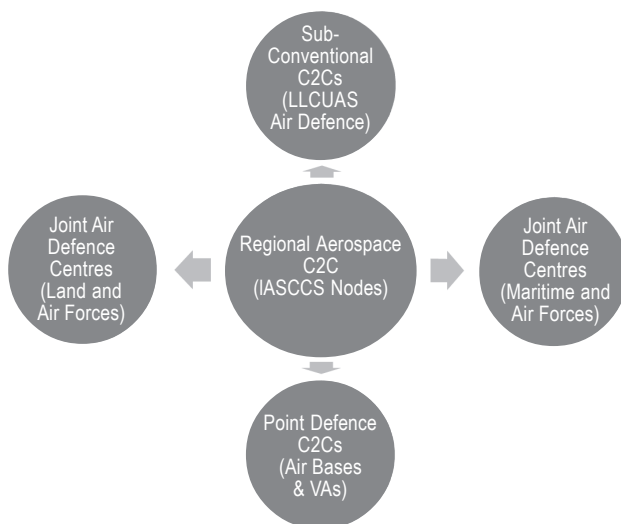 Sub-
Conventional
C2Cs
(LLCUAS
Air Defence)
Joint Air
Defence
Centres
(Land and
Air Forces)
Regional Aerospace
C2C
(IASCCS Nodes)
Joint Air
Defence
Centres
(Maritime and
Air Forces)
Point Defence
C2Cs
(Air Bases
& VAs)